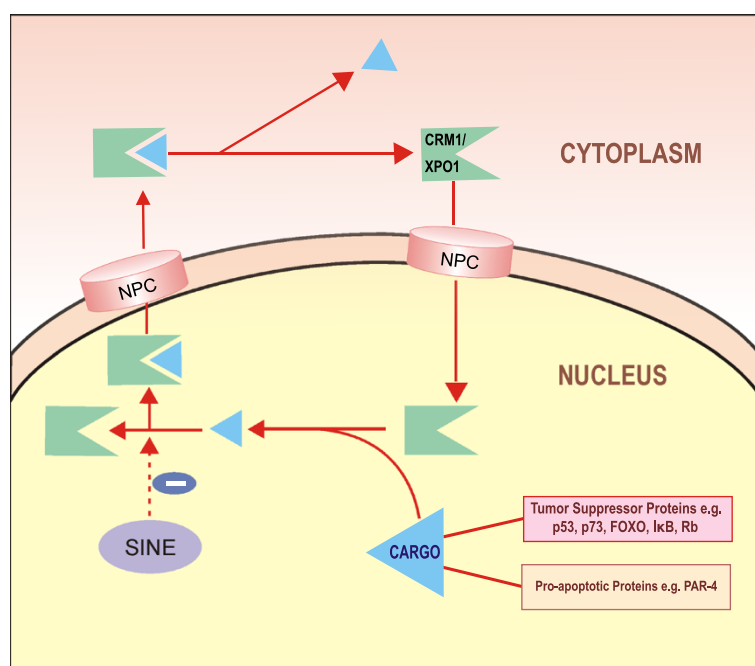 CRM1/
XPO1
CYTOPLASM
NPC
NPC
NUCLEUS
SINE
CARGO
Tumor Suppressor Proteins e.g.
p53, p73, FOXO, IκB, Rb
Pro-apoptotic Proteins e.g. PAR-4